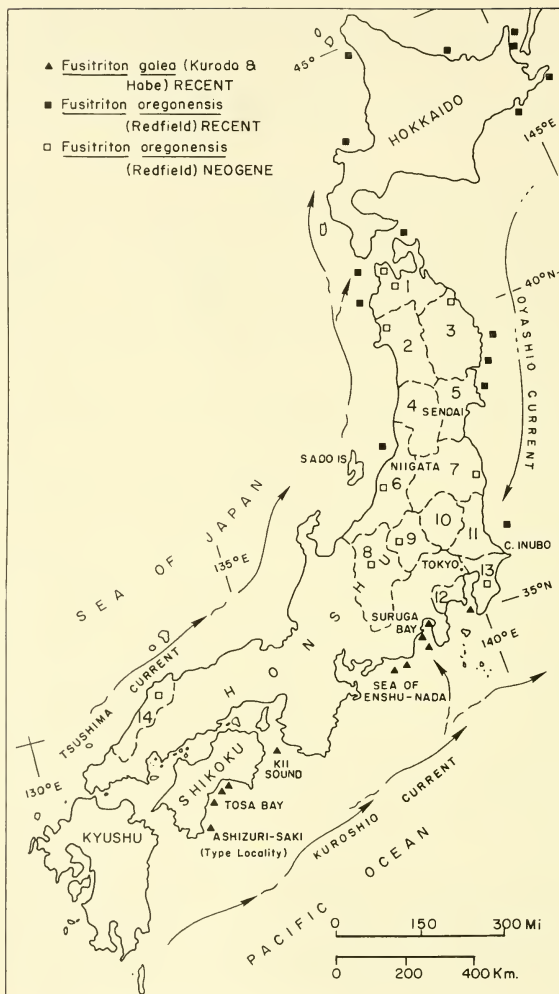 ▲ Fusitriton galea (Kuroda &
Habe) RECENT
■ Fusitriton oregonensis
(Redfield) RECENT
□ Fusitriton oregonensis
(Redfield) NEOGENE
45°
HOKKAIDO
145°E
40°N
OYASHIO CURRENT
1
2
3
4
5
SENDAI
SADO IS
NIIGATA
6
7
8
9
10
11
C. INUBO
TOKYO
12
13
35°N
140°E
SEA OF JAPAN
135°E
HONSHU
SURUGA
BAY
SEA OF
ENSHU-NADA
TSUSHIMA CURRENT
14
130°E
KII
SOUND
SHIKOKU
TOSA BAY
KYUSHU
ASHIZURI-SAKI
(Type Locality)
KUROSHIO CURRENT
PACIFIC OCEAN
0 150 300 Mi
0 200 400 Km.